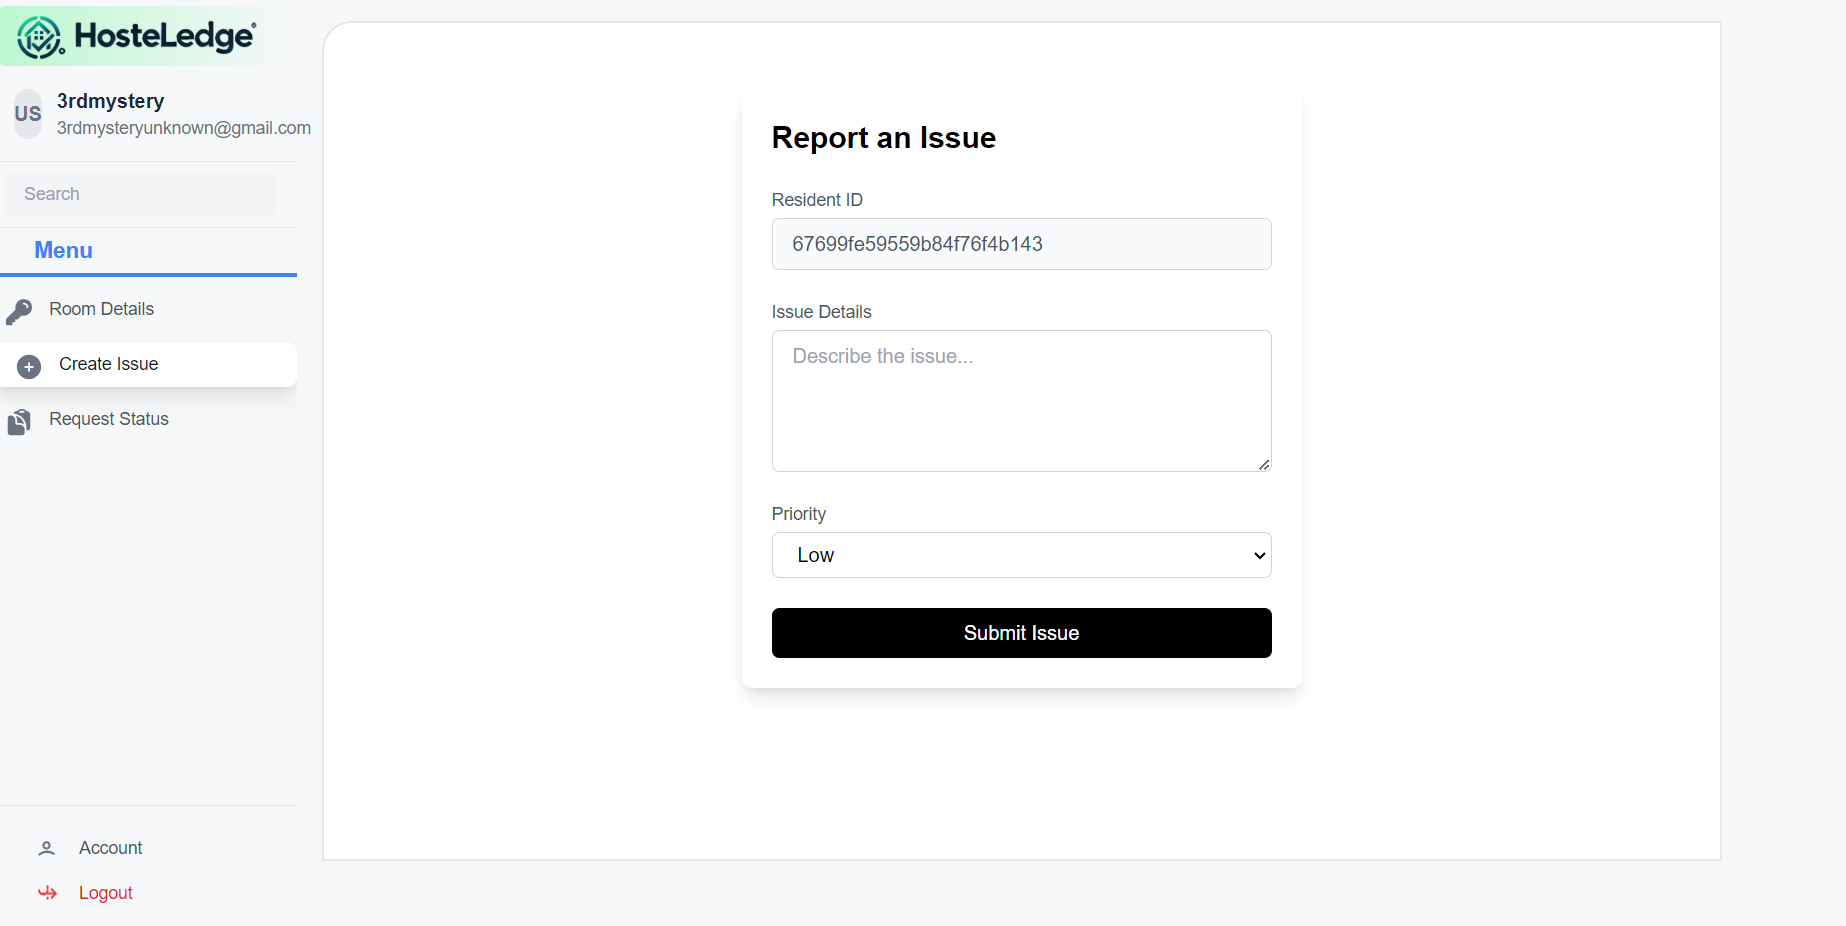 HosteLedge
US
3rdmystery
3rdmysteryunknown@gmail.com
Search
Menu
Room Details
Create Issue
Request Status
Account
Logout
Report an Issue
Resident ID
67699fe59559b84f76f4b143
Issue Details
Describe the issue...
Priority
Low
Submit Issue